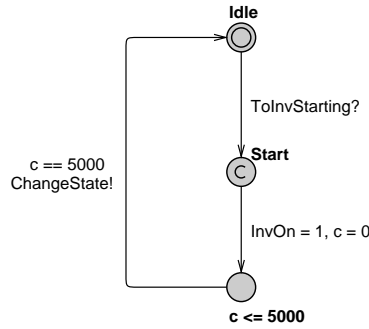 Idle
ToInvStarting?
Start
C
c == 5000
ChangeState!
InvOn = 1, c = 0
c <= 5000